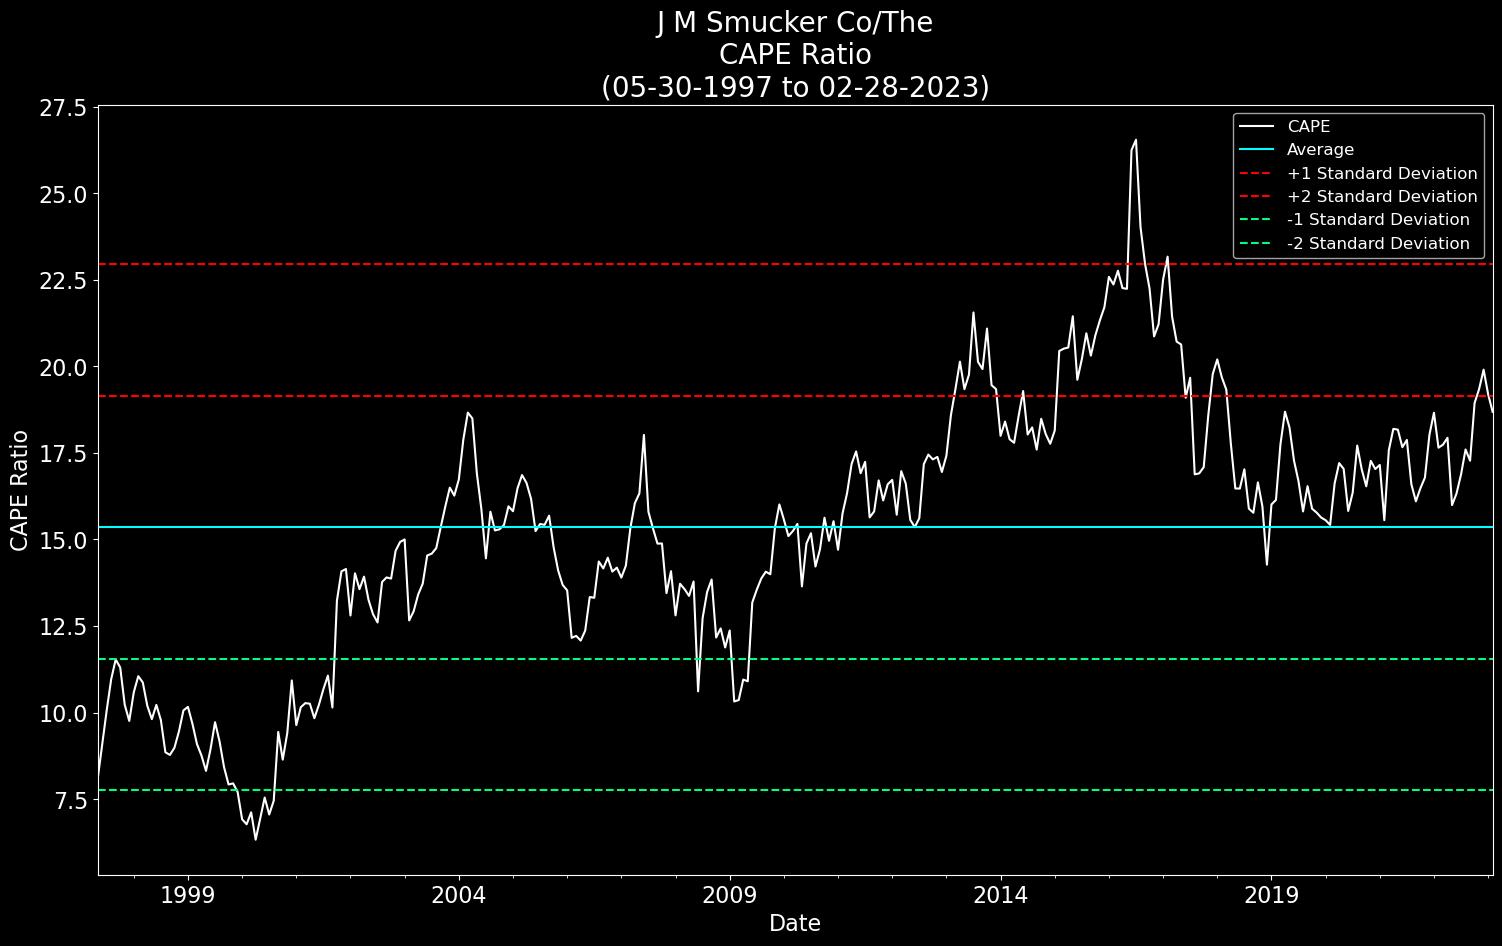 J M Smucker Co/The
CAPE Ratio
(05-30-1997 to 02-28-2023)
27.5
25.0
22.5
20.0
17.5
15.0
12.5
10.0
7.5
CAPE Ratio
CAPE
Average
+1 Standard Deviation
+2 Standard Deviation
-1 Standard Deviation
-2 Standard Deviation
1999
2004
2009
2014
2019
Date